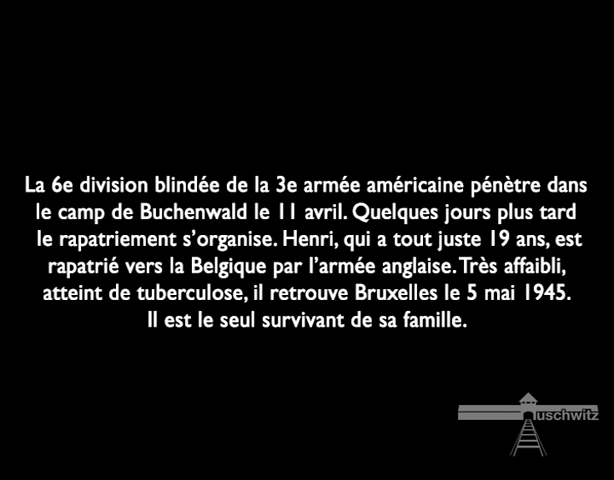 La 6e division blindée de la 3e armée américaine pénètre dans
le camp de Buchenwald le 11 avril. Quelques jours plus tard
le rapatriement s'organise. Henri, qui a tout juste 19 ans, est
rapatrié vers la Belgique par l'armée anglaise. Très affaibli,
atteint de tuberculose, il retrouve Bruxelles le 5 mai 1945.
Il est le seul survivant de sa famille.
auschwitz